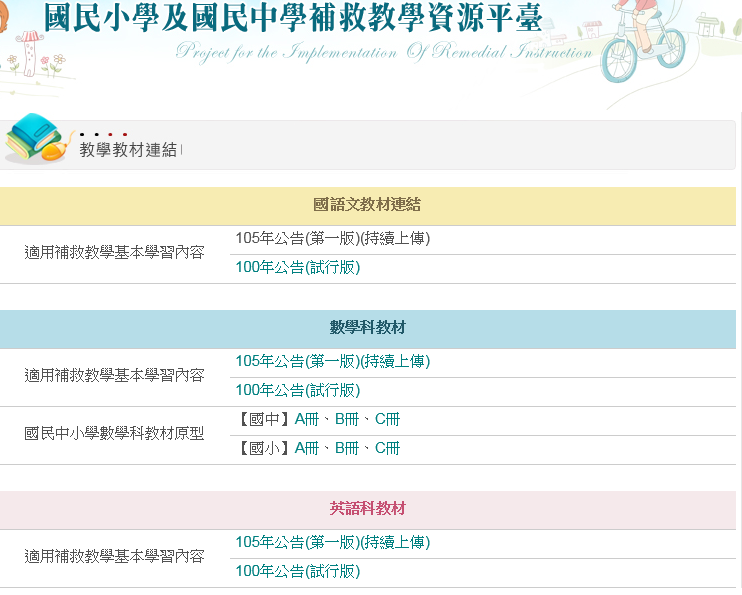 國民小學及國民中學補救教學資源平臺
Project for the Implementation Of Remedial Instruction
教學教材連結
國語文教材連結
適用補救教學基本學習內容
105年公告(第一版)(持續上傳)
100年公告(試行版)
數學科教材
適用補救教學基本學習內容
105年公告(第一版)(持續上傳)
100年公告(試行版)
國民中小學數學科教材原型
【國中】A冊、B冊、C冊
【國小】A冊、B冊、C冊
英語科教材
適用補救教學基本學習內容
105年公告(第一版)(持續上傳)
100年公告(試行版)